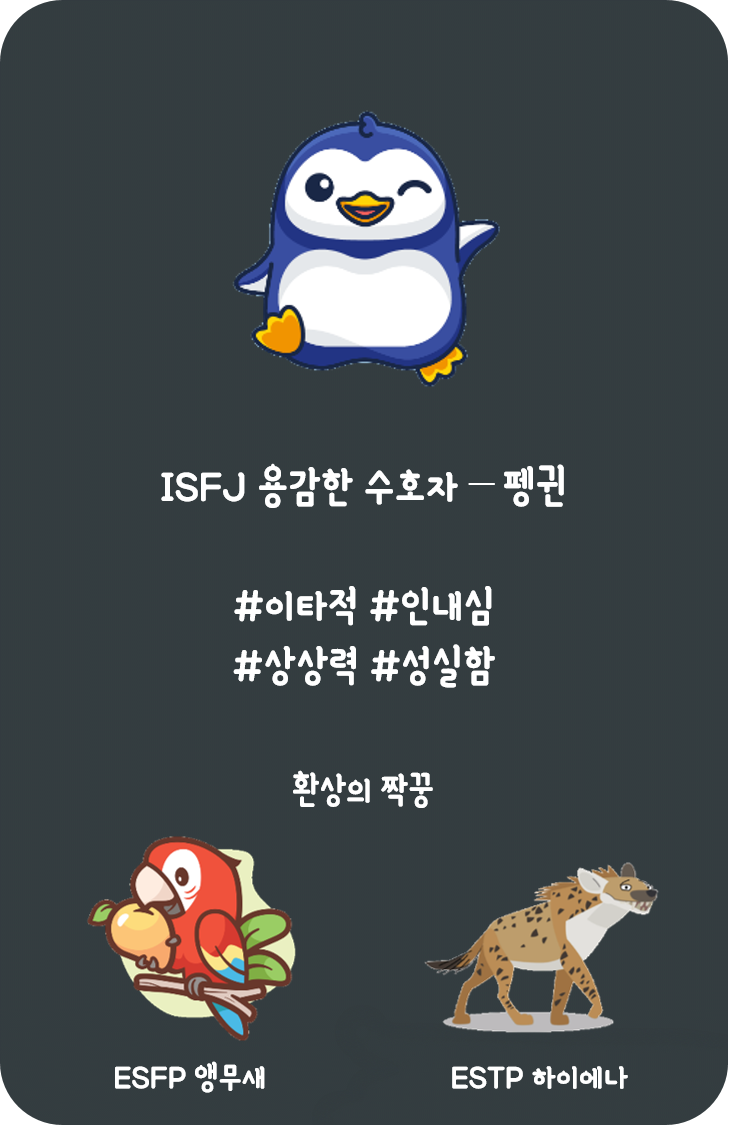 ISFJ 용감한 수호자 – 펭귄
#이타적 #인내심
#상상력 #성실함
환상의 짝꿍
ESFP 앵무새
ESTP 하이에나